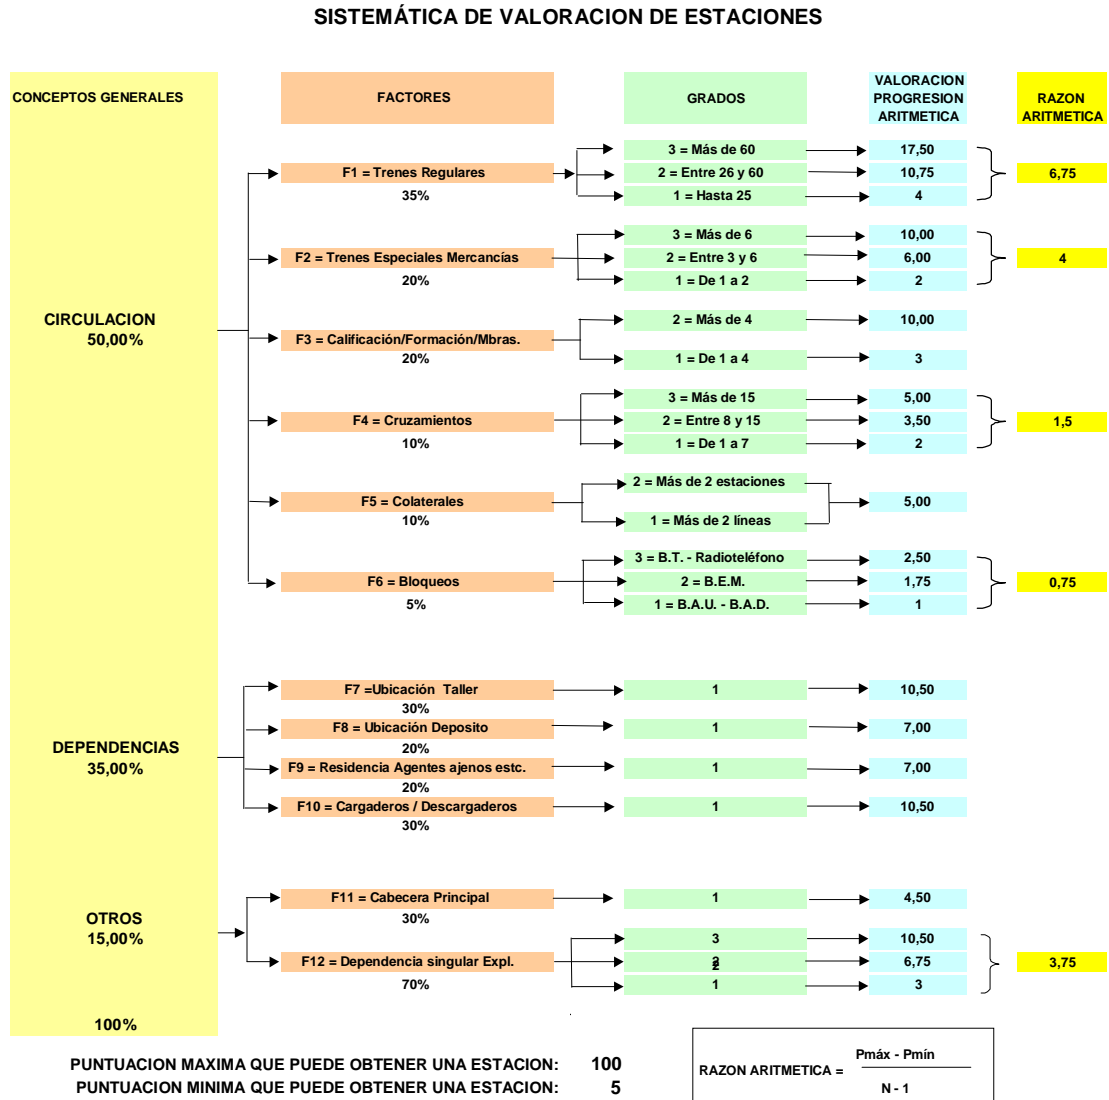 SISTEMÁTICA DE VALORACION DE ESTACIONES
CONCEPTOS GENERALES
FACTORES
GRADOS
VALORACION
PROGRESION
ARITMETICA
RAZON
ARITMETICA
CIRCULACION
50,00%
F1 = Trenes Regulares
35%
3 = Más de 60
17,50
2 = Entre 26 y 60
10,75
1 = Hasta 25
4
6,75
F2 = Trenes Especiales Mercancías
20%
3 = Más de 6
10,00
2 = Entre 3 y 6
6,00
1 = De 1 a 2
2
4
F3 = Calificación/Formación/Mbras.
20%
2 = Más de 4
10,00
1 = De 1 a 4
3
F4 = Cruzamientos
10%
3 = Más de 15
5,00
2 = Entre 8 y 15
3,50
1 = De 1 a 7
2
1,5
F5 = Colaterales
10%
2 = Más de 2 estaciones
1 = Más de 2 líneas
5,00
F6 = Bloqueos
5%
3 = B.T. - Radioteléfono
2,50
2 = B.E.M.
1,75
1 = B.A.U. - B.A.D.
1
0,75
DEPENDENCIAS
35,00%
F7 =Ubicación Taller
30%
1
10,50
F8 = Ubicación Deposito
20%
1
7,00
F9 = Residencia Agentes ajenos estc.
20%
1
7,00
F10 = Cargaderos / Descargaderos
30%
1
10,50
OTROS
15,00%
F11 = Cabecera Principal
30%
1
4,50
F12 = Dependencia singular Expl.
70%
3
10,50
6,75
1
3
3,75
100%
PUNTUACION MAXIMA QUE PUEDE OBTENER UNA ESTACION: 100
PUNTUACION MINIMA QUE PUEDE OBTENER UNA ESTACION: 5
RAZON ARITMETICA =
Pmáx - Pmín
N - 1